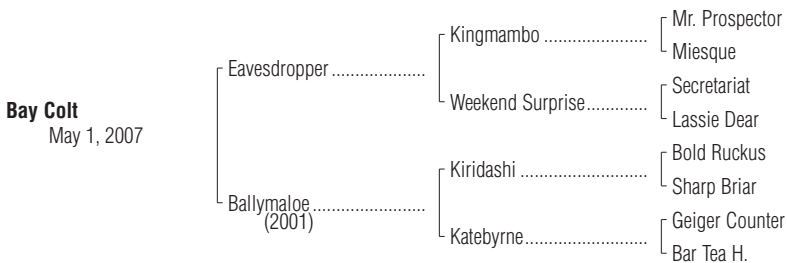 Mr. Prospector
Kingmambo ......................
Miesque
Eavesdropper ....................
Secretariat
Weekend Surprise .............
Lassie Dear
Bay Colt
May 1, 2007
Bold Ruckus
Kiridashi ...........................
Sharp Briar
Ballymaloe ........................
(2001)
Geiger Counter
Katebyrne ..........................
Bar Tea H.